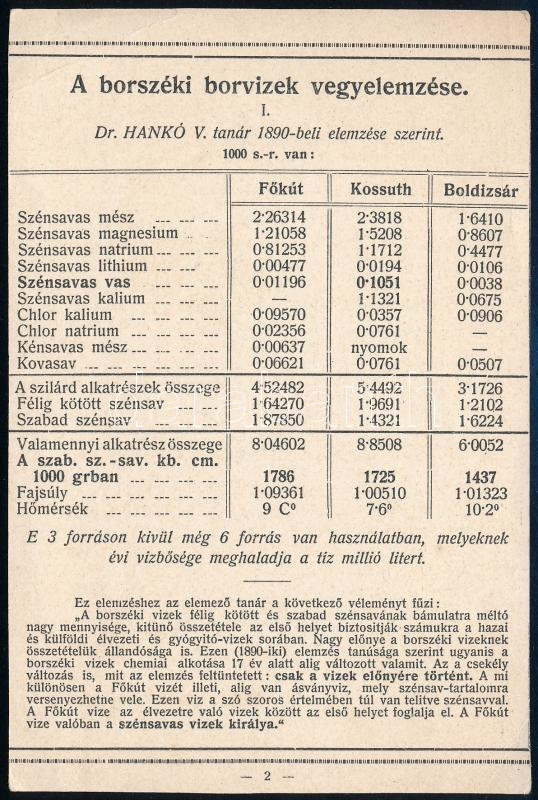 A borszéki borvizek vegyelemzése.
I.
Dr. HANKÓ V. tanár 1890-beli elemzése szerint.
1000 s.-r. van:
Főkút Kossuth Boldizsár
Szénsavas mész 2·26314 2·3818 1·6410
Szénsavas magnesium 1·21058 1·5208 0·8607
Szénsavas natrium 0·81253 1·1712 0·4477
Szénsavas lithium 0·00477 0·0194 0·0106
Szénsavas vas 0·01196 0·1051 0·0038
Szénsavas kalium — 1·1321 0·0675
Chlor kalium 0·09570 0·0357 0·0906
Chlor natrium 0·02356 0·0761 —
Kénsavas mész 0·00637 nyomok —
Kovasav 0·06621 0·0761 0·0507
A szilárd alkatrészek összege 4·52482 5·4492 3·1726
Félig kötött szénsav 1·64270 1·9691 1·2102
Szabad szénsav 1·87850 1·4321 1·6224
Valamennyi alkatrész összege 8·04602 8·8508 6·0052
A szab. sz.-sav. kb. cm.
1000 grban 1786 1725 1437
Fajsúly 1·09361 1·00510 1·01323
Hőmérsék 9 C° 7·6° 10·2°
E 3 forráson kivül még 6 forrás van használatban, melyeknek
évi vizbősége meghaladja a tíz millió litert.
Ez elemzéshez az elemező tanár a következő véleményt fűzi:
„A borszéki vizek félig kötött és szabad szénsavának bámulatra méltó
nagy mennyisége, kitünő összetétele az első helyet biztositják számukra a hazai
és külföldi élvezeti és gyógyitó-vizek sorában. Nagy előnye a borszéki vizeknek
összetételük állandósága is. Ezen (1890-iki) elemzés tanúsága szerint ugyanis a
borszéki vizek chemiai alkotása 17 év alatt alig változott valamit. Az a csekély
változás is, mit az elemzés feltüntetett: csak a vizek előnyére történt. A mi
különösen a Főkút vizét illeti, alig van ásványviz, mely szénsav-tartalomra
versenyezhetne vele. Ezen viz a szó szoros értelmében túl van telitve szénsavval.
A Főkút vize az élvezetre való vizek között az első helyet foglalja el. A Főkút
vize valóban a szénsavas vizek királya.“
— 2 —